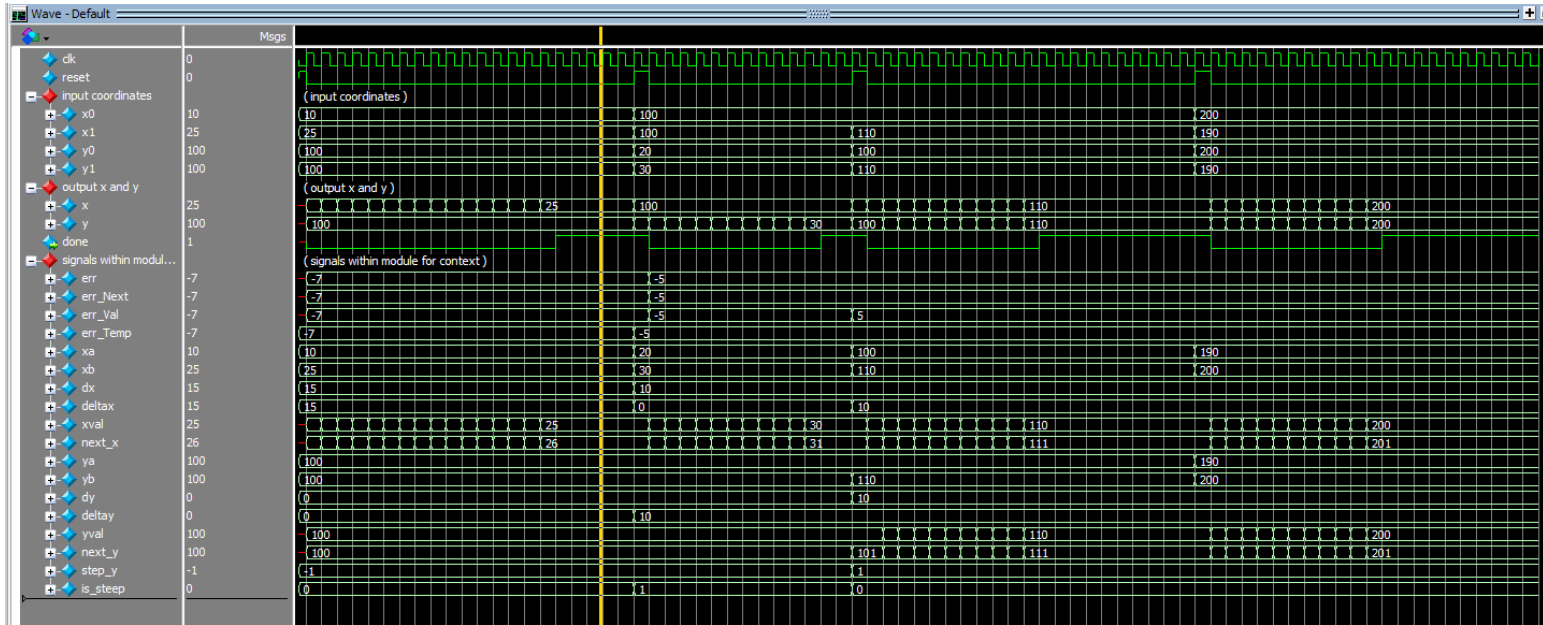 Wave - Default
Msgs
clk 0
reset 0
input coordinates (input coordinates)
x0 10 10 100 200
x1 25 25 100 110 190
y0 100 100 20 100 200
y1 100 100 30 110 190
output x and y (output x and y)
x 25 25 100 110 200
y 100 100 30 100 110 200
done 1
signals within modul... (signals within module for context)
err -7 -7 -5
err_Next -7 -7 -5
err_Val -7 -7 -5 5
err_Temp -7 -7 -5
xa 10 10 20 100 190
xb 25 25 30 110 200
dx 15 15 10
deltax 15 15 0 10
xval 25 25 30 110 200
next_x 26 26 31 111 201
ya 100 100 190
yb 100 100 110 200
dy 0 0 10
deltay 0 0 10
yval 100 100 110 200
next_y 100 100 101 111 201
step_y -1 -1 1
is_steep 0 0 1 0